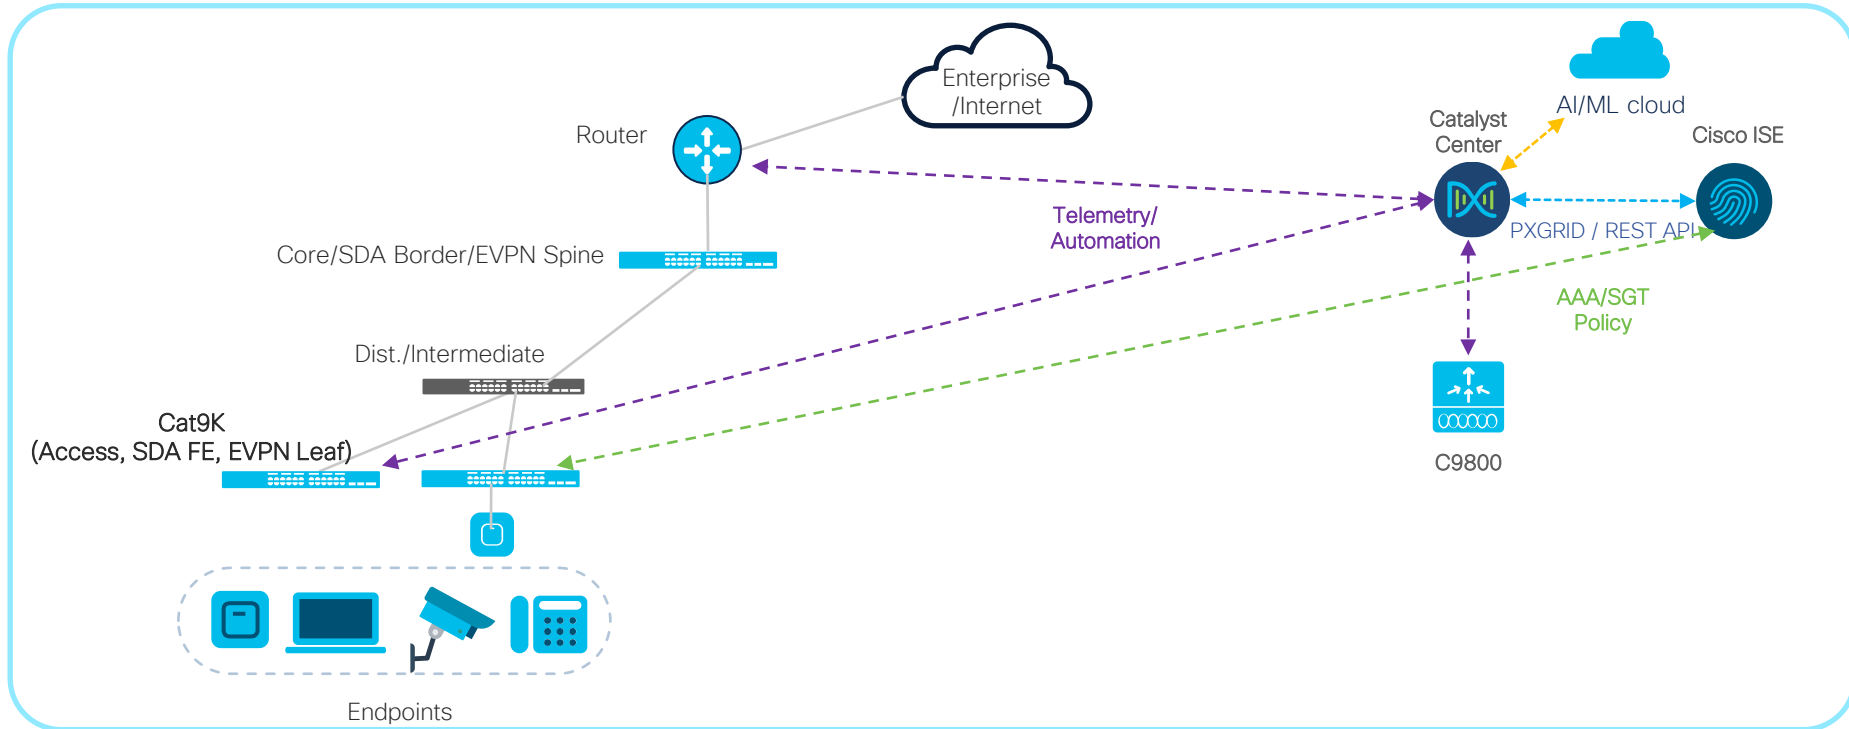 Enterprise
/Internet
AI/ML cloud
Catalyst
Center
Cisco ISE
Router
Telemetry/
Automation
PXGRID / REST API
Core/SDA Border/EVPN Spine
AAA/SGT
Policy
Dist./Intermediate
Cat9K
(Access, SDA FE, EVPN Leaf)
C9800
Endpoints